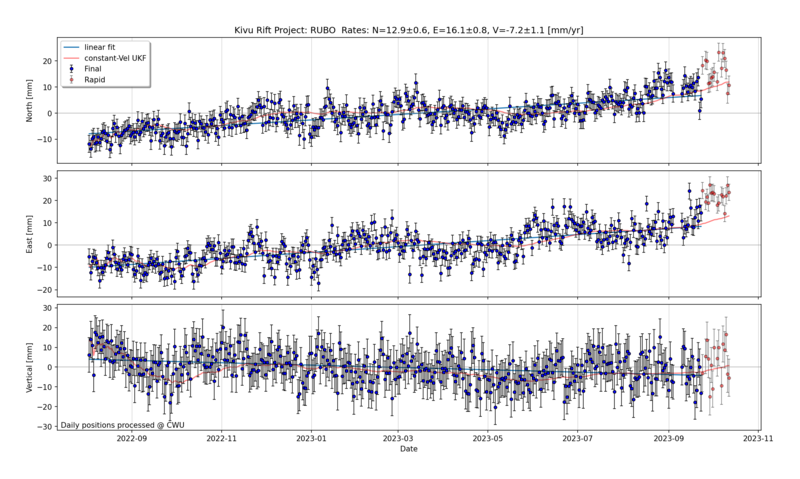 Kivu Rift Project: RUBO Rates: N=12.9±0.6, E=16.1±0.8, V=-7.2±1.1 [mm/yr]
linear fit
constant-Vel UKF
Final
Rapid
North [mm]
20
10
0
−10
East [mm]
30
20
10
0
−10
−20
Vertical [mm]
30
20
10
0
−10
−20
−30
Daily positions processed @ CWU
2022-09 2022-11 2023-01 2023-03 2023-05 2023-07 2023-09 2023-11
Date